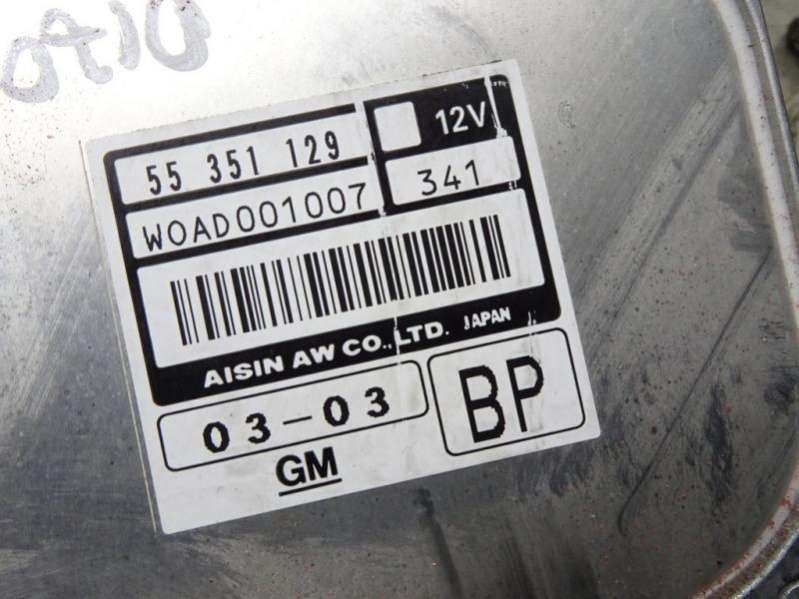 55 351 129
12V
WOAD001007
341
AISIN AW CO.,LTD. JAPAN
03-03
BP
GM